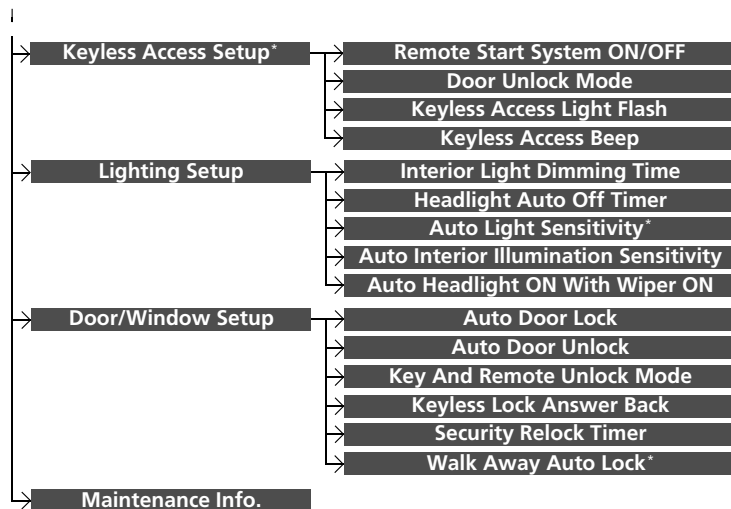 Keyless Access Setup*
Remote Start System ON/OFF
Door Unlock Mode
Keyless Access Light Flash
Keyless Access Beep
Lighting Setup
Interior Light Dimming Time
Headlight Auto Off Timer
Auto Light Sensitivity*
Auto Interior Illumination Sensitivity
Auto Headlight ON With Wiper ON
Door/Window Setup
Auto Door Lock
Auto Door Unlock
Key And Remote Unlock Mode
Keyless Lock Answer Back
Security Relock Timer
Walk Away Auto Lock*
Maintenance Info.